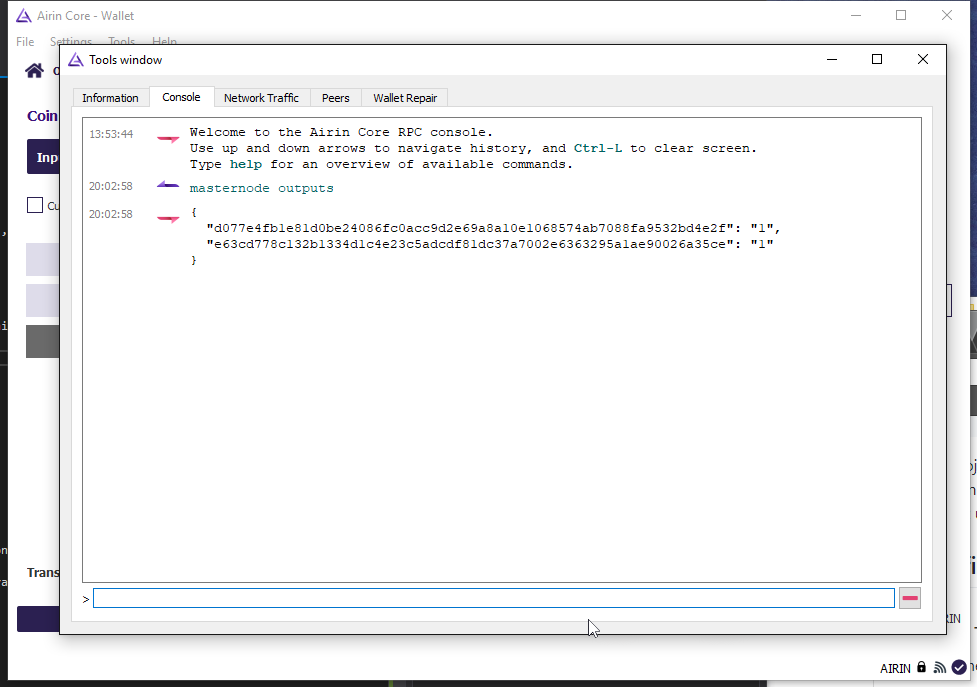 Airin Core - Wallet
File Settings Tools Help
Tools window
Information Console Network Traffic Peers Wallet Repair
Coin
Inp
Cu
13:53:44 Welcome to the Airin Core RPC console.
Use up and down arrows to navigate history, and Ctrl-L to clear screen.
Type help for an overview of available commands.
20:02:58 masternode outputs
20:02:58 {
"d077e4fb1e81d0be24086fc0acc9d2e69a8a10e1068574ab7088fa9532bd4e2f": "1",
"e63cd778c132b1334d1c4e23c5adcdf81dc37a7002e6363295a1ae90026a35ce": "1"
}
Trans
>
RIN
AIRIN